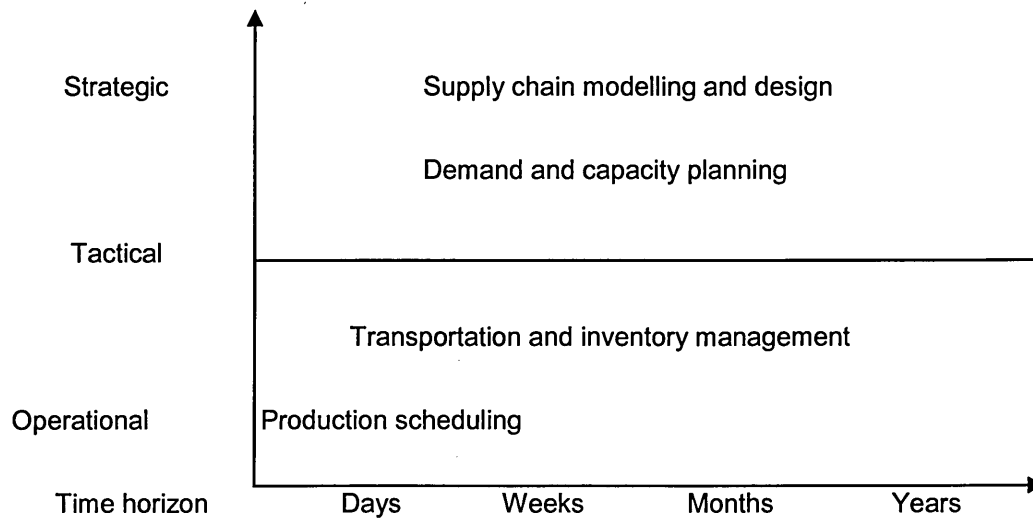 Strategic
Supply chain modelling and design
Demand and capacity planning
Tactical
Transportation and inventory management
Operational
Production scheduling
Time horizon
Days
Weeks
Months
Years